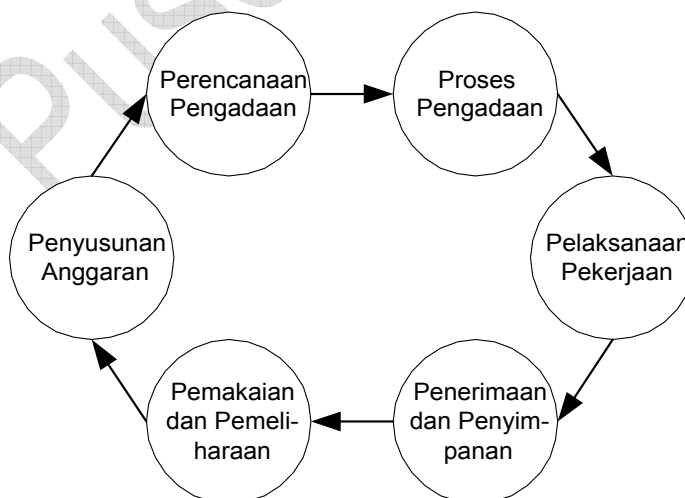 Perencanaan
Pengadaan
Proses
Pengadaan
Pelaksanaan
Pekerjaan
Penerimaan
dan Penyim-
panan
Pemakaian
dan Pemeli-
haraan
Penyusunan
Anggaran